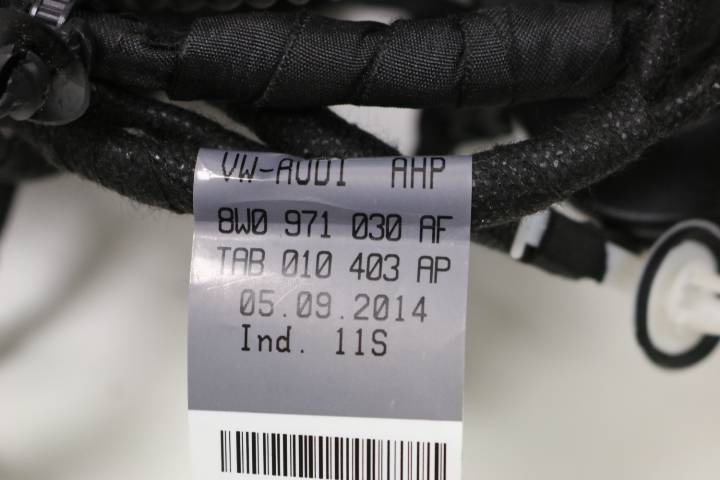 VW-AUDI AHP
8W0 971 030 AF
TAB 010 403 AP
05.09.2014
Ind. 11S